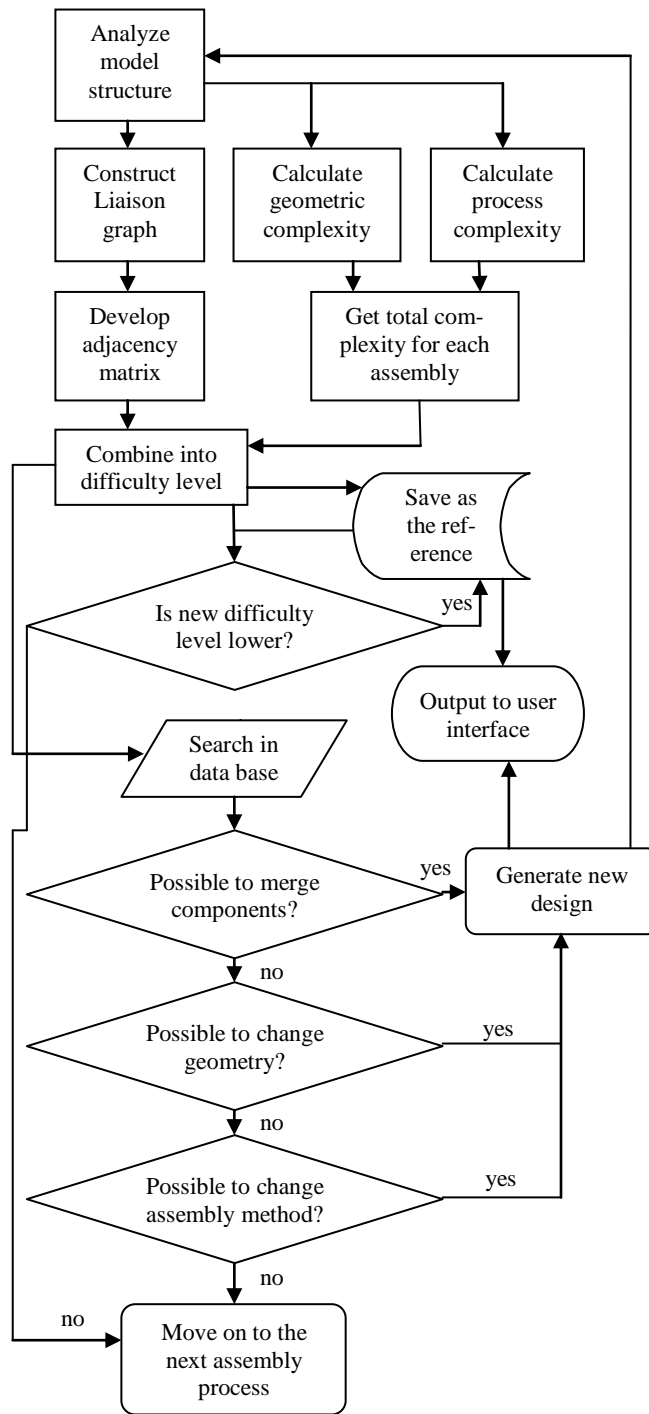 Analyze
model
structure
Construct
Liaison
graph
Calculate
geometric
complexity
Calculate
process
complexity
Develop
adjacency
matrix
Get total com-
plexity for each
assembly
Combine into
difficulty level
Save as
the ref-
erence
yes
Is new difficulty
level lower?
Output to user
interface
Search in
data base
Possible to merge
components?
yes
Generate new
design
no
Possible to change
geometry?
yes
no
Possible to change
assembly method?
yes
no
no
Move on to the
next assembly
process